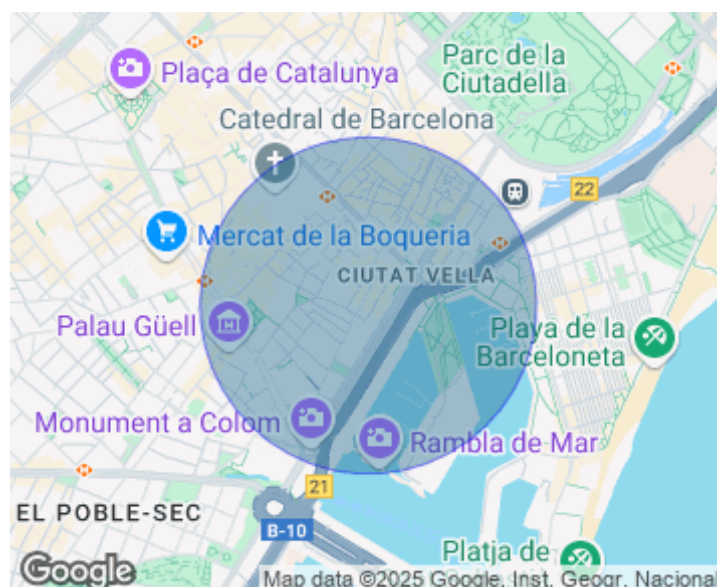 Parc de la
Ciutadella
Plaça de Catalunya
Catedral de Barcelona
22
Mercat de la Boqueria
CIUTAT VELLA
Palau Güell
Playa de la
Barceloneta
Monument a Colom
Rambla de Mar
21
EL POBLE-SEC
B-10
Platja de
Google
Map data ©2025 Google, Inst. Geogr. Nacional